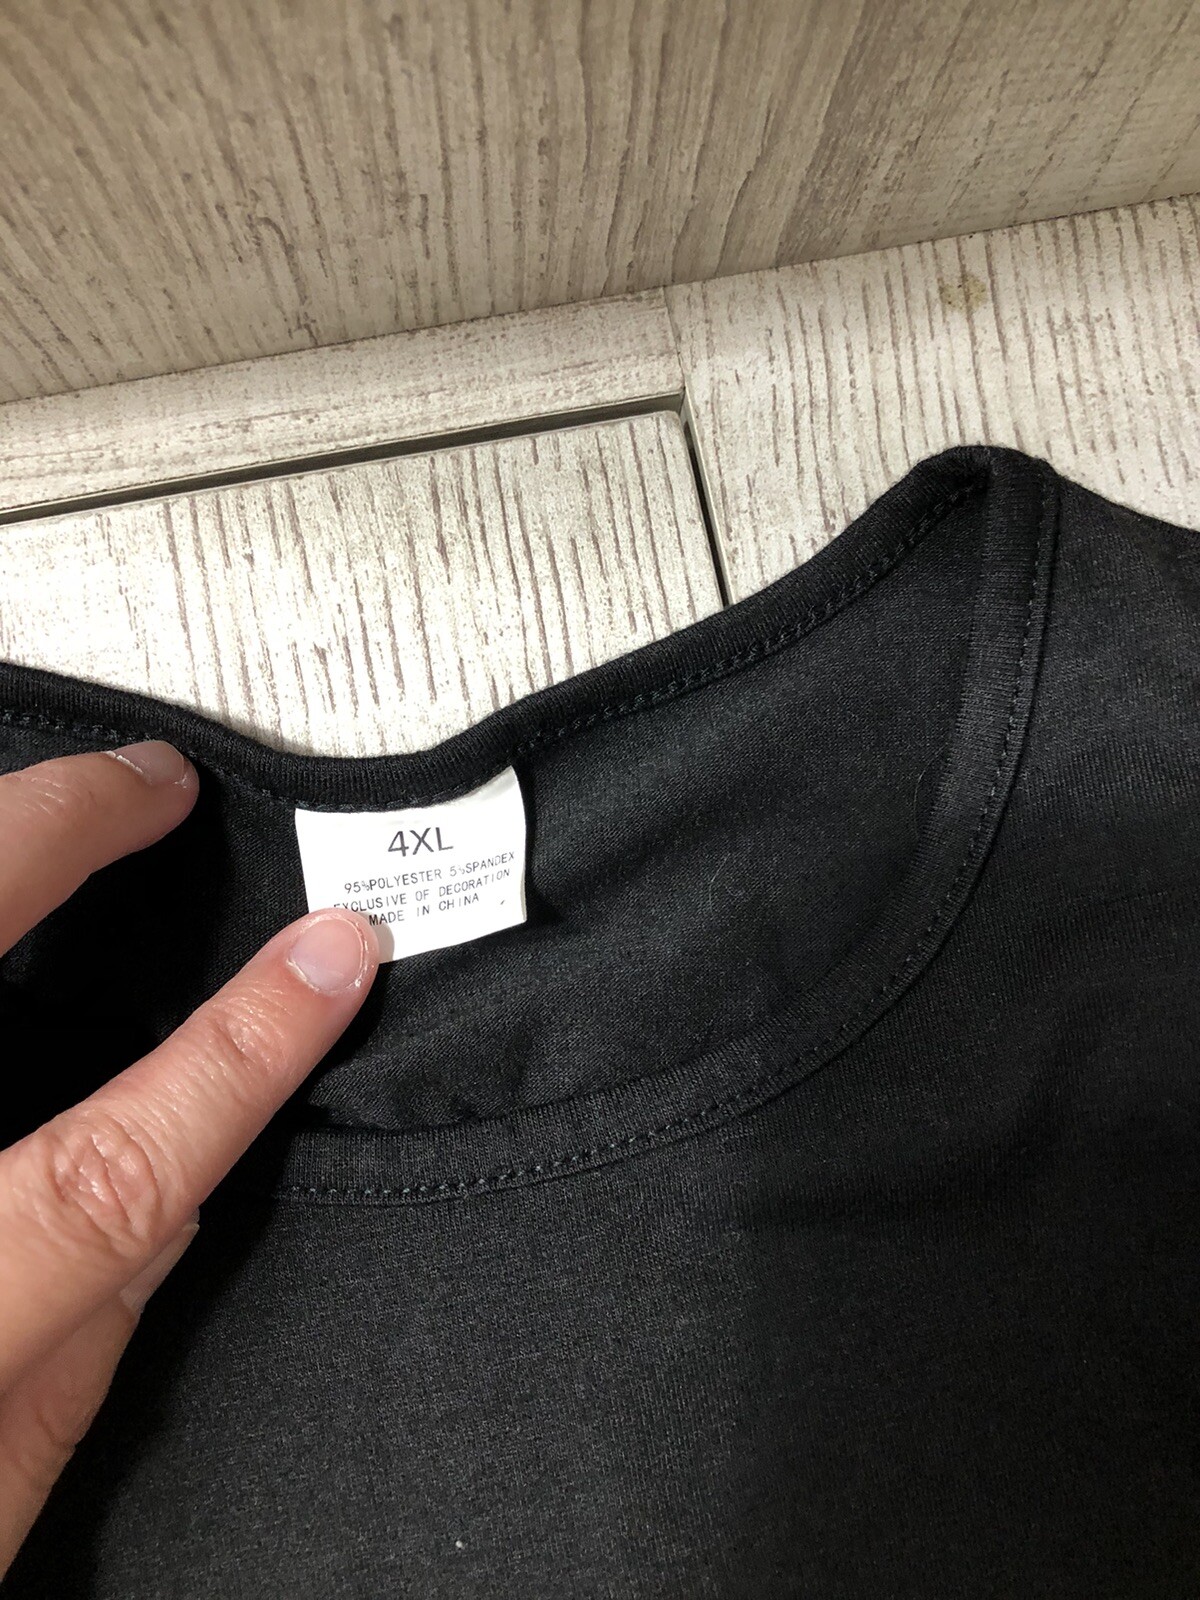 4XL
95%POLYESTER 5%SPANDEX
EXCLUSIVE OF DECORATION
MADE IN CHINA